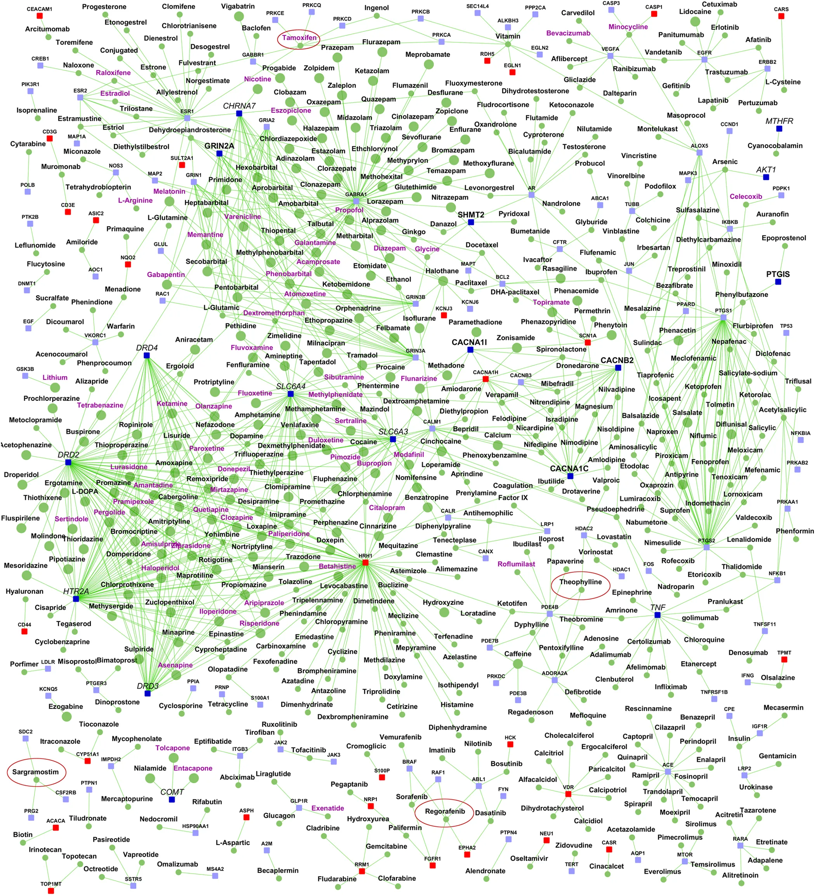 CEACAM1
Arcitumomab
Toremifene
CREB1
Naloxone
Raloxifene
Estradiol
ESR2
PIK3R1
Isoprenaline
Estramustine
Progesterone
Etonogestrel
Conjugated
Clomifene
Chlorotrianisene
Dienestrol
Desogestrel
Estrogens
Fulvestrant
Norgestimate
Allylestrenol
Trilostane
ESR1
Estriol
Dehydroepiandrosterone
Diethylstilbestrol
Vigabatrin
Baclofen
GABBR1
PRKCE
PRKCQ
PRKCD
Tamoxifen
Ingenol
PRKCB
PRKCA
SEC14L4
ALKBH3
PPP2CA
Vitamin
RDH5
EGLN1
EGLN2
Carvedilol
CASP3
CASP1
Minocycline
Bevacizumab
VEGFA
Aflibercept
Ranibizumab
Gliclazide
Dalteparin
Vandetanib
Cetuximab
Lidocaine
Panitumumab
Erlotinib
EGFR
Afatinib
Trastuzumab
Gefitinib
Lapatinib
Pertuzumab
CARS
ERBB2
L-Cysteine
MTHFR
Cyanocobalamin
AKT1
Prazepam
Flurazepam
Meprobamate
Progabide
Zolpidem
Ketazolam
Nicotine
Clobazam
Zaleplon
Flumazenil
Desflurane
CHRNA7
Oxazepam
Quazepam
Zopiclone
Eszopiclone
Midazolam
Cinolazepam
Enflurane
GRIA2
Halazepam
Triazolam
Sevoflurane
Chlordiazepoxide
Estazolam
Ethchlorvynol
Bromazepam
GRIN2A
Adinazolam
Methyprylon
Methoxyflurane
Hexobarbital
Clonazepam
Methohexital
Temazepam
Primidone
Aprobarbital
Lorazepam
Glutethimide
GABRA1
Heptabarbital
Amobarbital
Propofol
Varenicline
Alprazolam
Talbutal
Thiopental
Metharbital
Ginkgo
Memantine
Galantamine
Diazepam
Glycine
Methylphenobarbital
Acamprosate
Etomidate
Halothane
Secobarbital
Phenobarbital
Ethanol
Pentobarbital
Ketobemidone
Atomoxetine
GRIN3B
L-Glutamic
Dextromethorphan
Orphenadrine
Isoflurane
Ethopropazine
Pethidine
Zimelidine
Milnacipran
Procaine
GRIN3A
Fluvoxamine
Amineptine
Tramadol
Methadone
Fenfluramine
Tapentadol
Phentermine
Flunarizine
Fluoxymesterone
Dihydrotestosterone
Fludrocortisone
Ketoconazole
Oxandrolone
Flutamide
Cyproterone
Nilutamide
Bicalutamide
Testosterone
Probucol
Levonorgestrel
AR
Nandrolone
ABCA1
Danazol
SHMT2
Pyridoxal
Glyburide
Bumetanide
Vincristine
Vinorelbine
Podofilox
TUBB
Colchicine
Vinblastine
Docetaxel
MAPT
Paclitaxel
BCL2
Ivacaftor
CFTR
Flufenamic
Rasagiline
DHA-paclitaxel
KCNJ6
KCNJ3
Paramethadione
Topiramate
Phenacemide
Permethrin
Phenytoin
Phenazopyridine
Zonisamide
SCN1A
Spironolactone
Montelukast
Masoprocol
ALOX5
CCND1
Arsenic
MAPK3
Celecoxib
PDPK1
Sulfasalazine
IKBKB
Auranofin
Irbesartan
Diethylcarbamazine
Epoprostenol
JUN
Treprostinil
Minoxidil
PTGIS
Ibuprofen
Bezafibrate
Phenylbutazone
Mesalazine
PPARD
PTGS1
TP53
Phenacetin
Flurbiprofen
Sulindac
Nepafenac
Diclofenac
Meclofenamic
Tiaprofenic
Salicylate-sodium
Triflusal
Ketoprofen
Icosapent
Ketorolac
Acetylsalicylic
Tolmetin
Balsalazide
Salsalate
Diflunisal
Naproxen
Niflumic
Meloxicam
NFKBIA
Aminosalicylic
Piroxicam
Fenoprofen
Etodolac
Mefenamic
PRKAB2
Antipyrine
Tenoxicam
Oxaprozin
Lornoxicam
Lumiracoxib
Indomethacin
PRKAA1
Pseudoephedrine
Nabumetone
Valdecoxib
Phenformin
PTGS2
Lenalidomide
Nimesulide
Rofecoxib
Thalidomide
Etoricoxib
NFKB1
Nadroparin
CD3G
Cytarabine
MAP1A
Miconazole
Muromonab
SULT2A1
NOS3
MAP2
GRIN1
Tetrahydrobiopterin
Melatonin
POLB
CD3E
L-Arginine
ASIC2
PTK2B
Primaquine
L-Glutamine
Leflunomide
Amiloride
NQO2
GLUL
Flucytosine
AOC1
Gabapentin
DNMT1
Menadione
Sucralfate
Phenindione
RAC1
EGF
Dicoumarol
Warfarin
VKORC1
Acenocoumarol
DRD4
Aniracetam
Phenprocoumon
Ergoloid
GSK3B
Lithium
Alizapride
Protriptyline
Prochlorperazine
Tetrabenazine
Ketamine
Fluoxetine
SLC6A4
Olanzapine
Metoclopramide
Ropinirole
Amphetamine
Nefazodone
Buspirone
Lisuride
Dopamine
Acetophenazine
DRD2
Thioproperazine
Paroxetine
Trifluoperazine
Lurasidone
Amoxapine
Donepezil
Droperidol
Promazine
Remoxipride
Thiethylperazine
Ergotamine
Amantadine
Mirtazapine
Clomipramine
L-DOPA
Cabergoline
Thiothixene
Pramipexole
Desipramine
Pergolide
Quetiapine
Fluspirilene
Sertindole
Bromocriptine
Amitriptyline
Clozapine
Imipramine
Molindone
Thioridazine
Yohimbine
Loxapine
Paliperidone
Amisulpride
Ziprasidone
Nortriptyline
Pipotiazine
Domperidone
Rotigotine
Trazodone
Mesoridazine
Haloperidol
Maprotiline
Mianserin
Chlorprothixene
Propiomazine
Tolazoline
Hyaluronan
HTR2A
Cisapride
Methysergide
Zuclopenthixol
Aripiprazole
CD44
Tegaserod
Iloperidone
Risperidone
Cyclobenzaprine
Minaprine
Epinastine
Sulpiride
Cyproheptadine
Porfimer
LDLR
Misoprostol
Bimatoprost
Asenapine
Olopatadine
KCNQ5
PTGER3
DRD3
PPIA
PRNP
S100A1
Ezogabine
Dinoprostone
Cyclosporine
Tetracycline
Sibutramine
Methylphenidate
Dextroamphetamine
Methamphetamine
Mazindol
Sertraline
Venlafaxine
SLC6A3
CALM1
Duloxetine
Cocaine
Cinchocaine
Dexmethylphenidate
Pimozide
Modafinil
Phenoxybenzamine
Bupropion
Loperamide
Fluphenazine
Nomifensine
Aprindine
Chlorphenamine
Prenylamine
Promethazine
Benzatropine
Perphenazine
Citalopram
CALR
Antihemophilic
Cinnarizine
Diphenylpyraline
Doxepin
Mequitazine
Tenecteplase
LRP1
HRH1
Clemastine
CANX
Ibudilast
Betahistine
Astemizole
Alimemazine
Levocabastine
Buclizine
Dimetindene
Phenindamine
Meclizine
Chloropyramine
Hydroxyzine
Pheniramine
Emedastine
Terfenadine
Mepyramine
Carbinoxamine
Cyclizine
Azelastine
Methdilazine
Fexofenadine
Brompheniramine
Doxylamine
Azatadine
Antazoline
Triprolidine
Isothipendyl
Dimenhydrinate
Cetirizine
Histamine
Dexbrompheniramine
Diphenhydramine
Loratadine
Ketotifen
CACNA1I
CACNA1H
CACNB3
Dronedarone
CACNB2
Amiodarone
Mibefradil
Nilvadipine
Verapamil
Nitrendipine
Magnesium
Diethylpropion
Felodipine
Isradipine
Nisoldipine
Bepridil
Nicardipine
Nifedipine
Nimodipine
Calcium
Amlodipine
CACNA1C
Ibutilide
Valproic
Coagulation
Drotaverine
Factor IX
HDAC2
Iloprost
Lovastatin
Papaverine
Vorinostat
Roflumilast
HDAC1
FOS
Theophylline
Epinephrine
PDE4B
Amrinone
TNF
Pranlukast
Dyphylline
Theobromine
golimumab
TNFSF11
PDE7B
Adenosine
Certolizumab
Chloroquine
Pentoxifylline
Adalimumab
Denosumab
TPMT
Caffeine
Afelimomab
Etanercept
PRKDC
ADORA2A
Clenbuterol
IFNG
Olsalazine
PDE3B
Defibrotide
Infliximab
TNFRSF1B
Regadenoson
Mefloquine
Rescinnamine
CPE
Mecasermin
Tioconazole
SDC2
Itraconazole
Mycophenolate
CYP51A1
IMPDH2
Tolcapone
Sargramostim
Nialamide
Entacapone
PTPN1
CSF2RB
COMT
Mercaptopurine
PRG2
ACACA
Tiludronate
Nedocromil
Rifabutin
HSP90AA1
Biotin
Pasireotide
Irinotecan
Topotecan
Vapreotide
TOP1MT
Octreotide
SSTR5
Omalizumab
MS4A2
Eptifibatide
Ruxolitinib
Tirofiban
ITGB3
JAK2
Abciximab
Tofacitinib
JAK3
Liraglutide
Cromoglicic
S100P
GLP1R
Exenatide
Pegaptanib
NRP1
ASPH
Glucagon
Hydroxyurea
L-Aspartic
A2M
Cladribine
Gemcitabine
Becaplermin
RRM1
Fludarabine
Clofarabine
Vemurafenib
BRAF
Imatinib
Nilotinib
HCK
RAF1
ABL1
Bosutinib
Sorafenib
Regorafenib
FYN
Dasatinib
Palifermin
FGFR1
EPHA2
PTPN4
Alendronate
Cholecalciferol
Calcitriol
Ergocalciferol
Alfacalcidol
Paricalcitol
VDR
Calcipotriol
Dihydrotachysterol
Calcidiol
NEU1
Zidovudine
Oseltamivir
CASR
TERT
Cinacalcet
Benazepril
Cilazapril
Captopril
Enalapril
Quinapril
ACE
Ramipril
Fosinopril
Trandolapril
Spirapril
Temocapril
Moexipril
IGF1R
Gentamicin
LRP2
Urokinase
Acetazolamide
Sirolimus
Acitretin
Tazarotene
Pimecrolimus
RARA
Etretinate
AQP1
MTOR
Temsirolimus
Adapalene
Everolimus
Alitretinoin